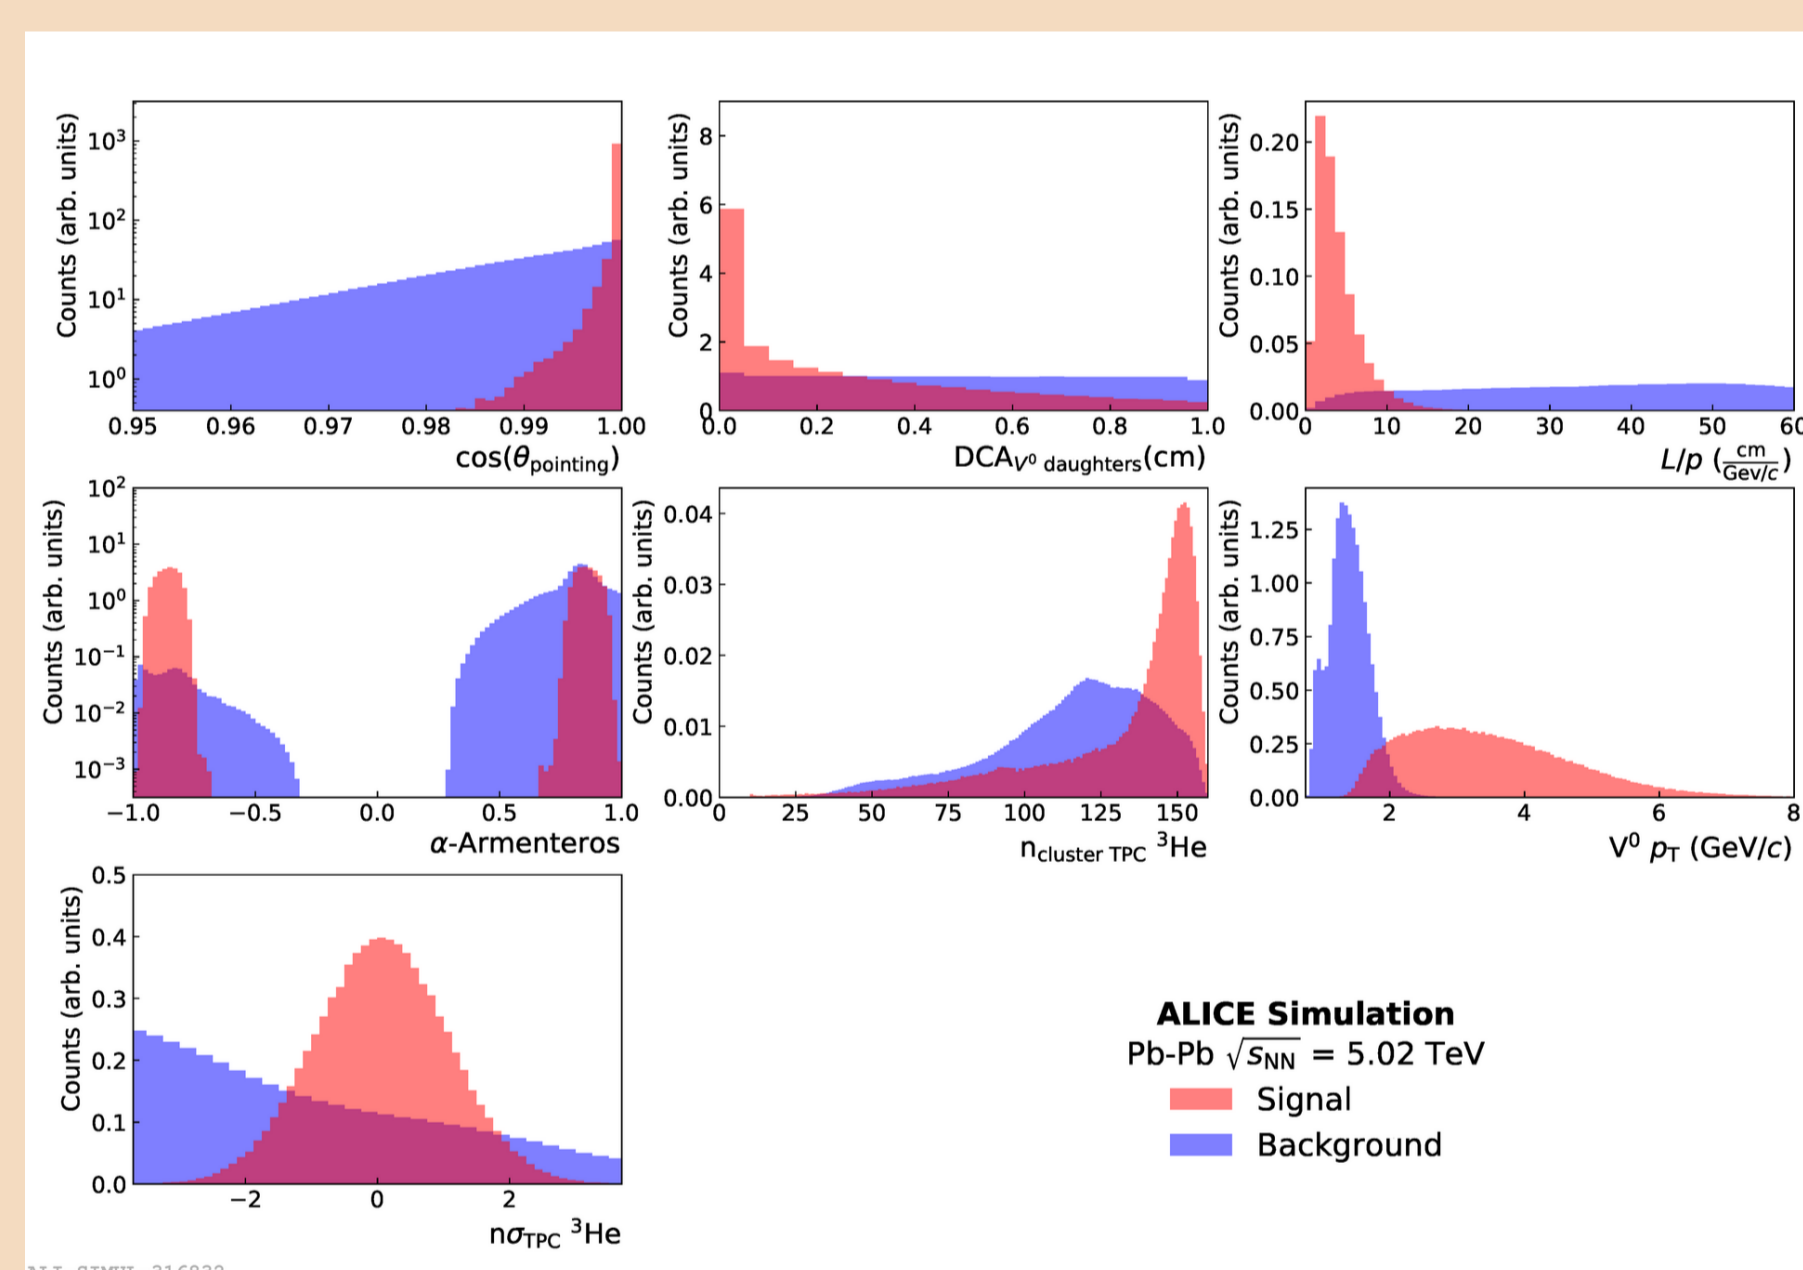 Counts (arb. units)
10³
10²
10¹
10⁰
0.95 0.96 0.97 0.98 0.99 1.00
cos(θpointing)
Counts (arb. units)
8
6
4
2
0
0.0 0.2 0.4 0.6 0.8 1.0
DCA V⁰ daughters(cm)
Counts (arb. units)
0.20
0.15
0.10
0.05
0.00
0 10 20 30 40 50 60
L/p (cm/Gev/c)
Counts (arb. units)
10²
10¹
10⁰
10⁻¹
10⁻²
10⁻³
−1.0 −0.5 0.0 0.5 1.0
α-Armenteros
Counts (arb. units)
0.04
0.03
0.02
0.01
0.00
0 25 50 75 100 125 150
ncluster TPC ³He
Counts (arb. units)
1.25
1.00
0.75
0.50
0.25
0.00
2 4 6 8
V⁰ pT (GeV/c)
Counts (arb. units)
0.5
0.4
0.3
0.2
0.1
0.0
−2 0 2
nσTPC ³He
ALICE Simulation
Pb-Pb √sNN = 5.02 TeV
Signal
Background